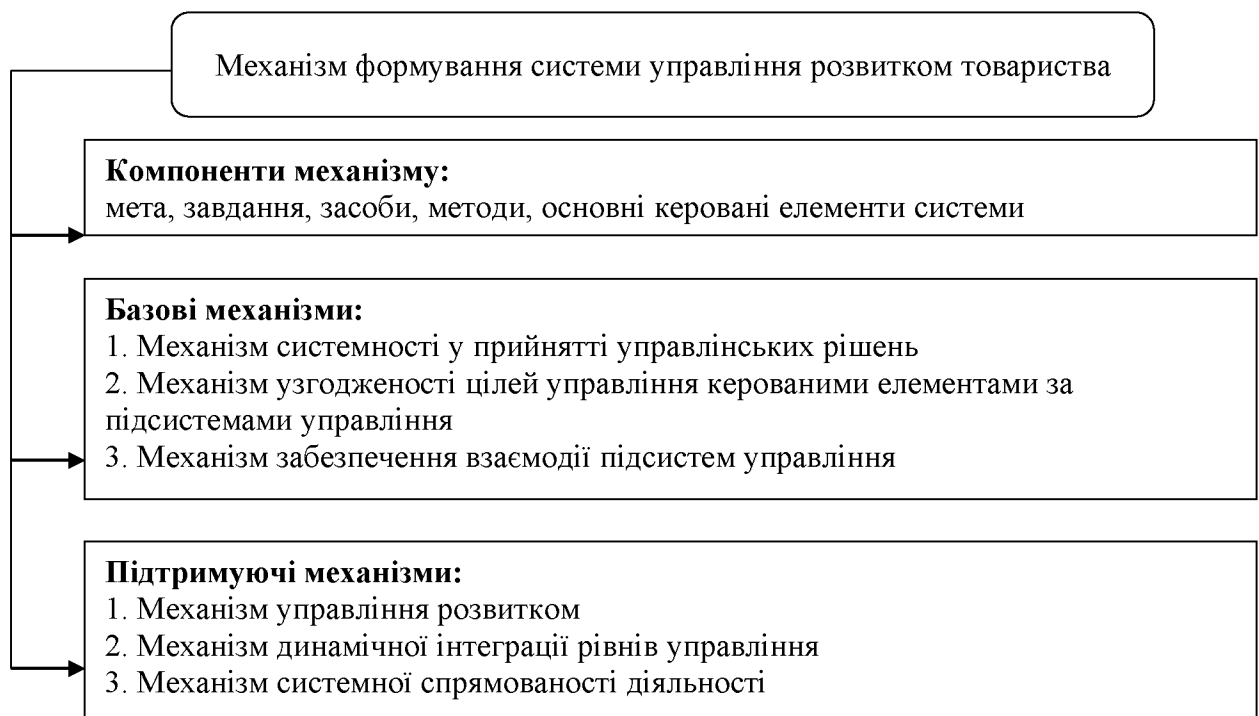 Механізм формування системи управління розвитком товариства
Компоненти механізму:
мета, завдання, засоби, методи, основні керовані елементи системи
Базові механізми:
1. Механізм системності у прийнятті управлінських рішень
2. Механізм узгодженості цілей управління керованими елементами за
підсистемами управління
3. Механізм забезпечення взаємодії підсистем управління
Підтримуючі механізми:
1. Механізм управління розвитком
2. Механізм динамічної інтеграції рівнів управління
3. Механізм системної спрямованості діяльності